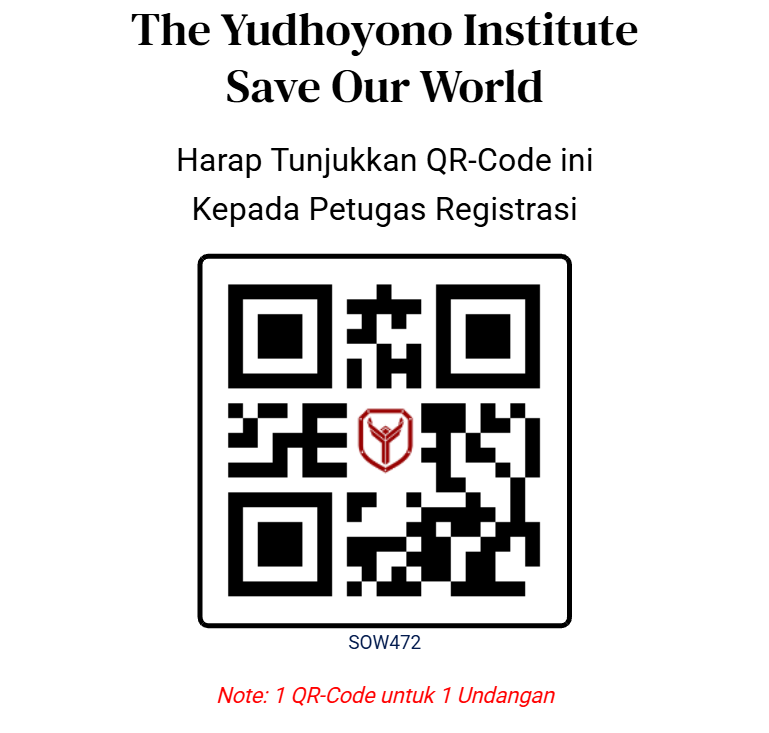 The Yudhoyono Institute
Save Our World
Harap Tunjukkan QR-Code ini
Kepada Petugas Registrasi
SOW472
Note: 1 QR-Code untuk 1 Undangan